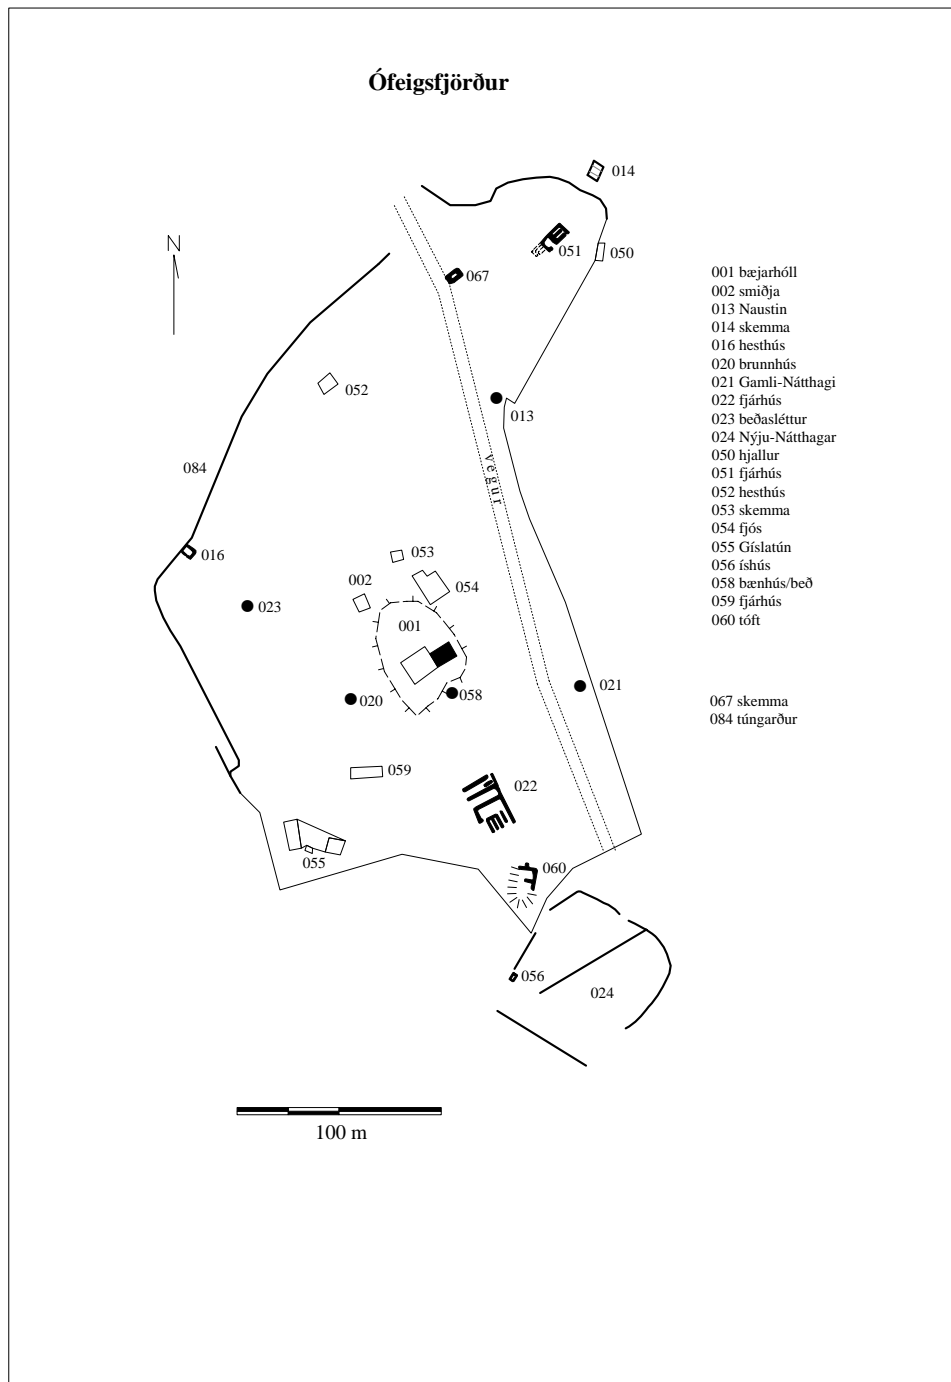 Ófeigsfjörður
014
N
051
050
067
052
013
084
vegur
016
053
002
054
023
001
021
020
058
059
022
055
060
056
024
001 bæjarhóll
002 smiðja
013 Naustin
014 skemma
016 hesthús
020 brunnhús
021 Gamli-Nátthagi
022 fjárhús
023 beðasléttur
024 Nýju-Nátthagar
050 hjallur
051 fjárhús
052 hesthús
053 skemma
054 fjós
055 Gíslatún
056 íshús
058 bænhús/beð
059 fjárhús
060 tóft
067 skemma
084 túngarður
100 m